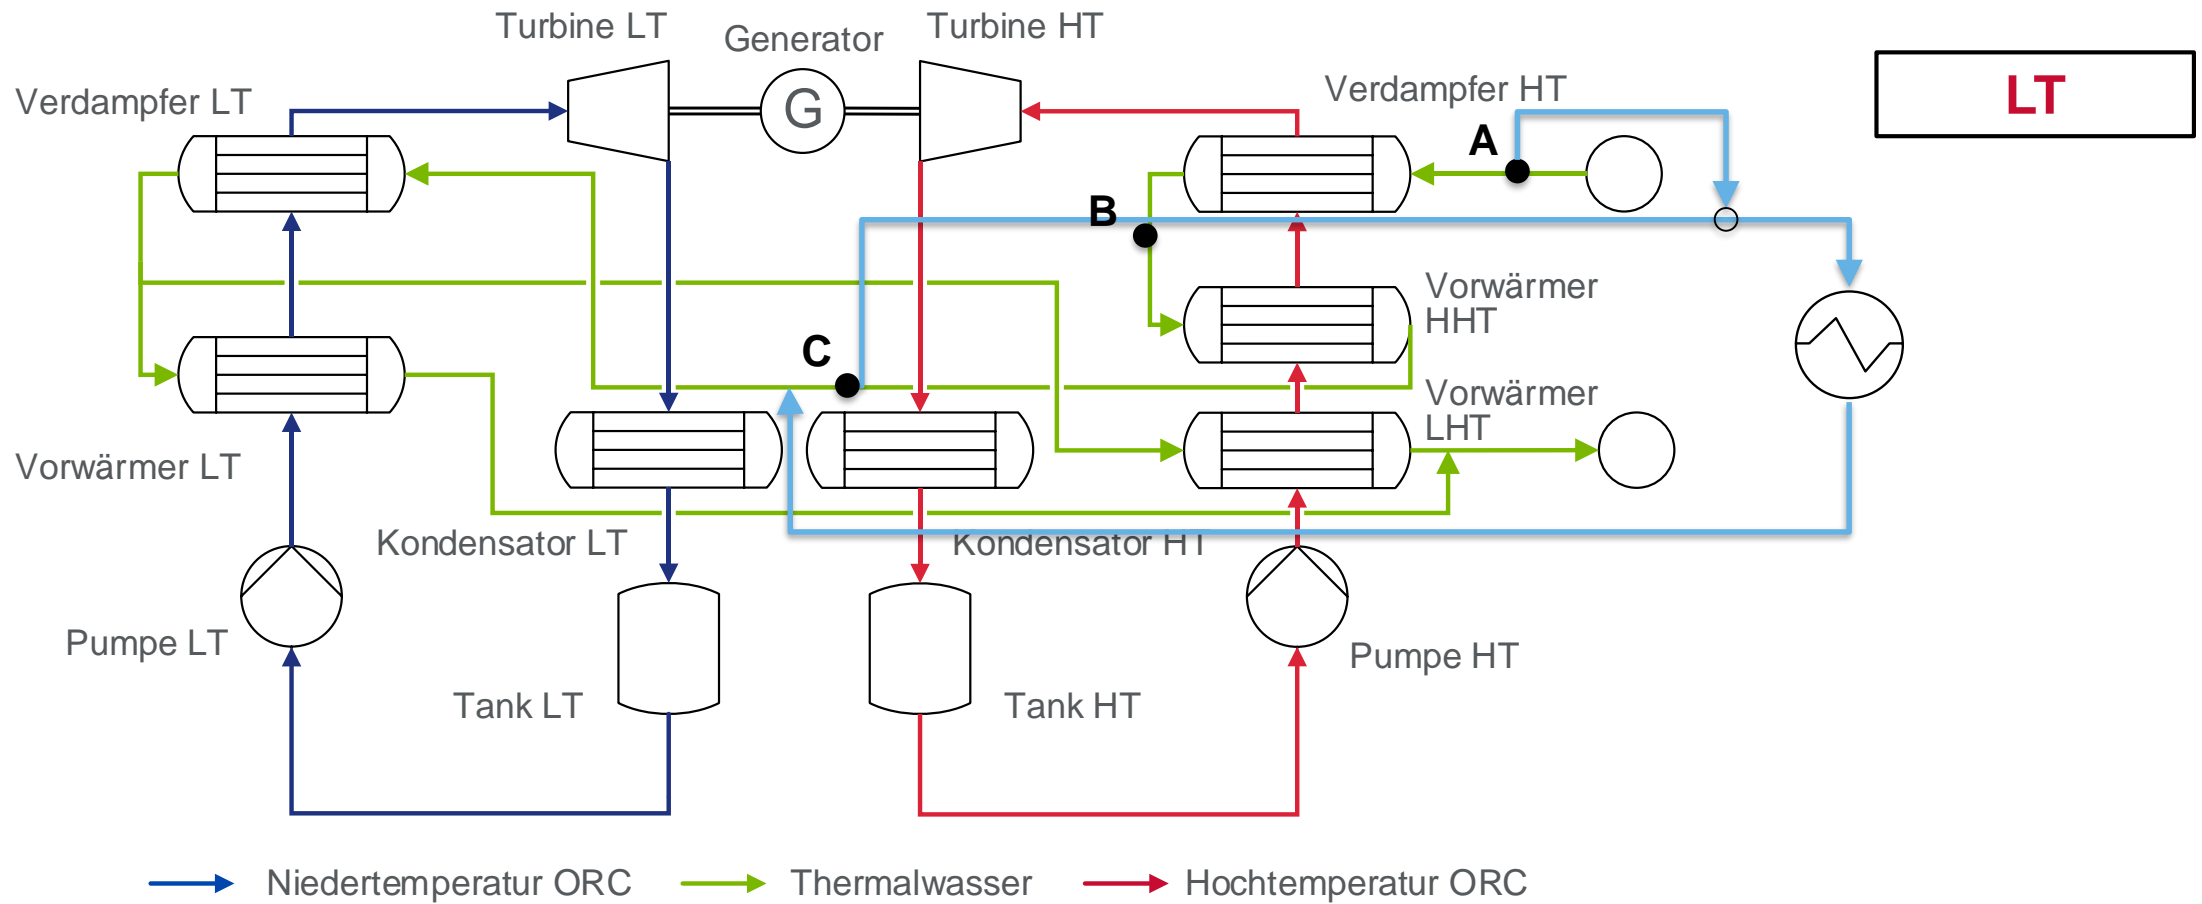 Turbine LT
Generator
Turbine HT
LT
Verdampfer LT
G
Verdampfer HT
A
B
Vorwärmer
HHT
C
Vorwärmer
LHT
Vorwärmer LT
Kondensator LT
Kondensator HT
Pumpe LT
Pumpe HT
Tank LT
Tank HT
Niedertemperatur ORC
Thermalwasser
Hochtemperatur ORC